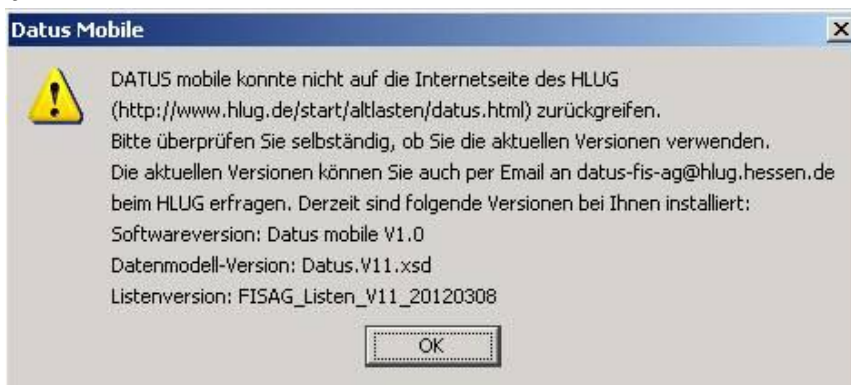 Datus Mobile
DATUS mobile konnte nicht auf die Internetseite des HLUG
(http://www.hlug.de/start/altlasten/datus.html) zurückgreifen.
Bitte überprüfen Sie selbständig, ob Sie die aktuellen Versionen verwenden.
Die aktuellen Versionen können Sie auch per Email an datus-fis-ag@hlug.hessen.de
beim HLUG erfragen. Derzeit sind folgende Versionen bei Ihnen installiert:
Softwareversion: Datus mobile V1.0
Datenmodell-Version: Datus.V11.xsd
Listenversion: FISAG_Listen_V11_20120308
OK